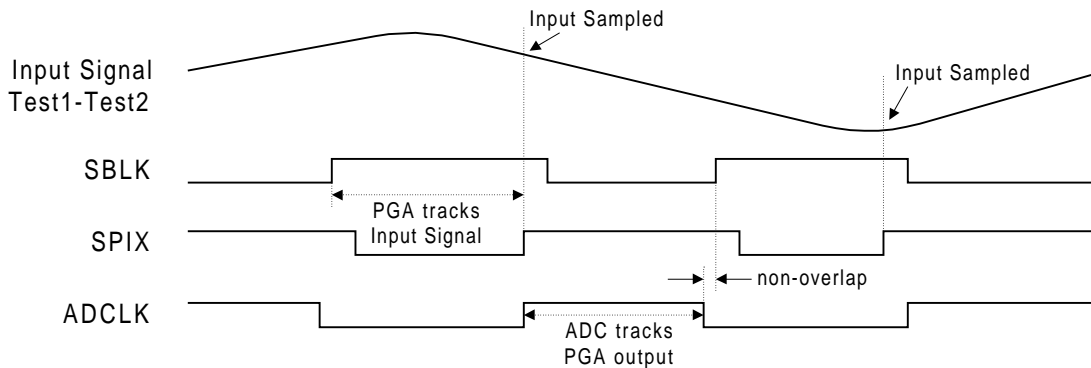 Input Sampled
Input Signal
Test1-Test2
Input Sampled
SBLK
PGA tracks
Input Signal
SPIX
non-overlap
ADCLK
ADC tracks
PGA output